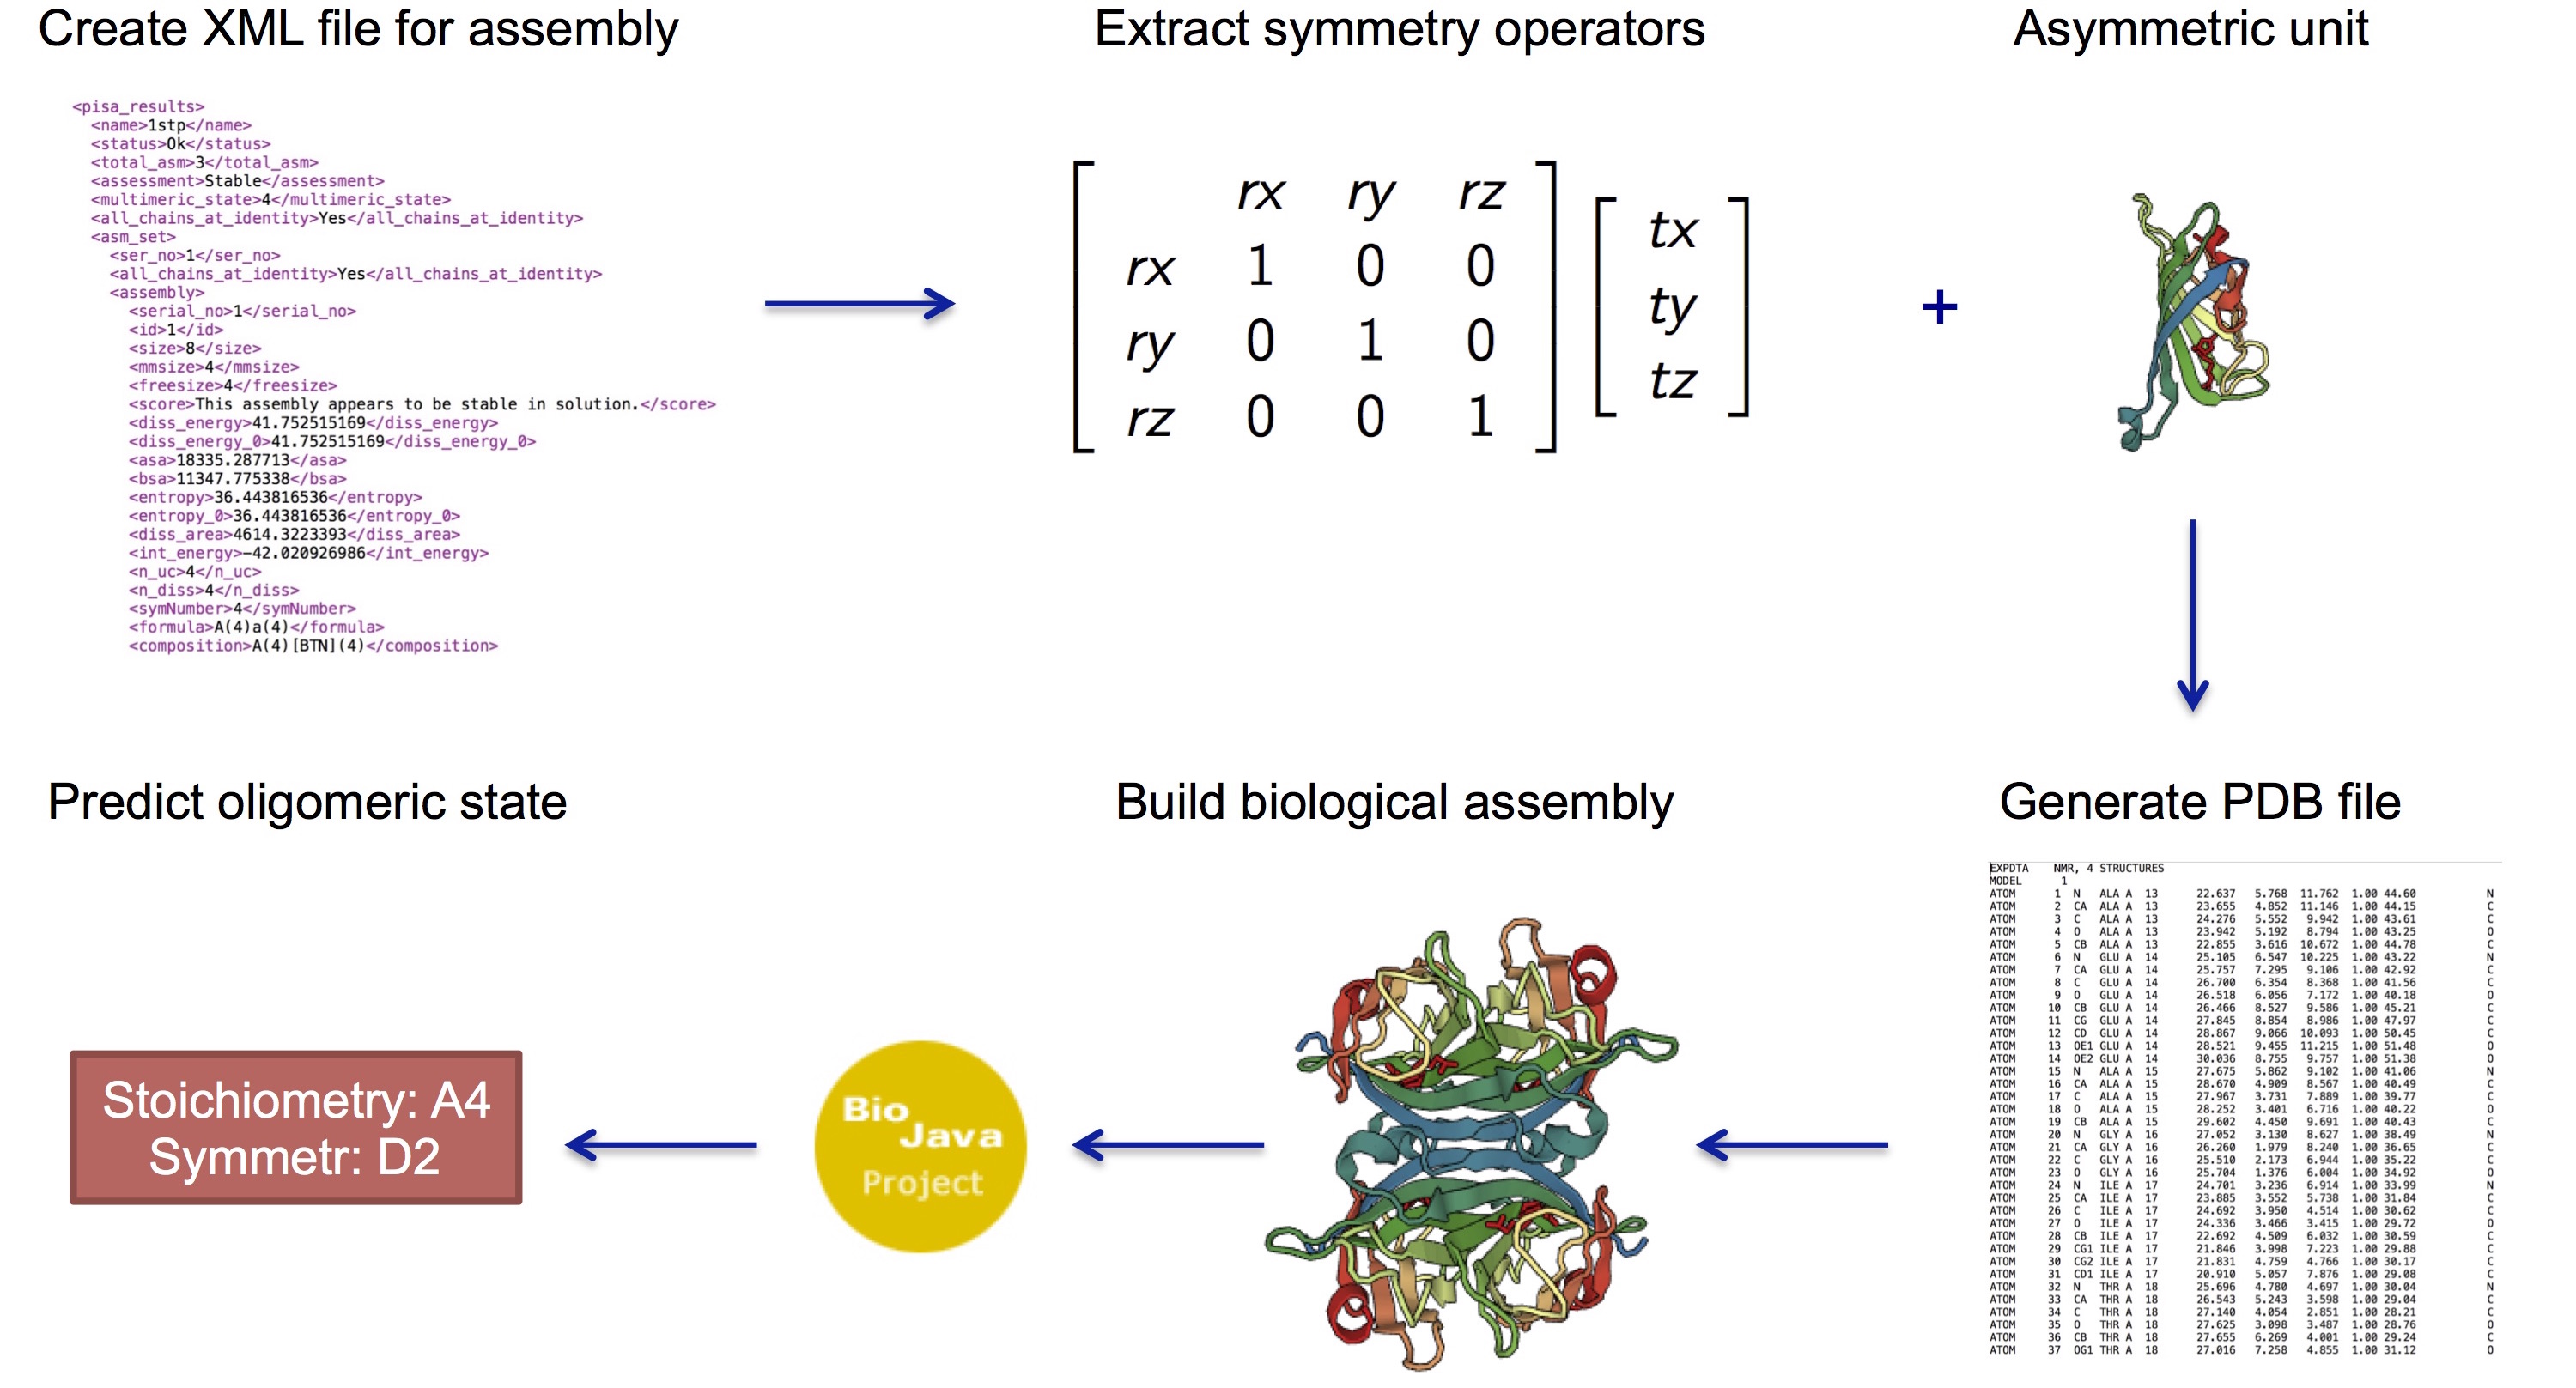 Create XML file for assembly
Extract symmetry operators
Asymmetric unit
<pisa_results>
<name>1stp</name>
<status>Ok</status>
<total_asm>3</total_asm>
<assessment>Stable</assessment>
<multimeric_state>4</multimeric_state>
<all_chains_at_identity>Yes</all_chains_at_identity>
<asm_set>
<ser_no>1</ser_no>
<all_chains_at_identity>Yes</all_chains_at_identity>
<assembly>
<serial_no>1</serial_no>
<id>1</id>
<size>8</size>
<mmsize>4</mmsize>
<freesize>4</freesize>
<score>This assembly appears to be stable in solution.</score>
<diss_energy>41.752515169</diss_energy>
<diss_energy_0>41.752515169</diss_energy_0>
<asa>18335.287713</asa>
<bsa>11347.775338</bsa>
<entropy>36.443816536</entropy>
<entropy_0>36.443816536</entropy_0>
<diss_area>4614.3223393</diss_area>
<int_energy>-42.020926986</int_energy>
<n_uc>4</n_uc>
<n_diss>4</n_diss>
<symNumber>4</symNumber>
<formula>A(4)a(4)</formula>
<composition>A(4)[BTN](4)</composition>
rx ry rz
rx 1 0 0
ry 0 1 0
rz 0 0 1
tx
ty
tz
+
Predict oligomeric state
Build biological assembly
Generate PDB file
Stoichiometry: A4
Symmetr: D2
Bio
Java
Project
EXPDTA NMR, 4 STRUCTURES
MODEL 1
ATOM 1 N ALA A 13 22.637 5.768 11.762 1.00 44.60 N
ATOM 2 CA ALA A 13 23.655 4.852 11.146 1.00 44.15 C
ATOM 3 C ALA A 13 24.276 5.552 9.942 1.00 43.61 C
ATOM 4 O ALA A 13 23.942 5.192 8.794 1.00 43.25 O
ATOM 5 CB ALA A 13 22.855 3.616 10.672 1.00 44.78 C
ATOM 6 N GLU A 14 25.105 6.547 10.225 1.00 43.22 N
ATOM 7 CA GLU A 14 25.757 7.295 9.106 1.00 42.92 C
ATOM 8 C GLU A 14 26.700 6.354 8.368 1.00 41.56 C
ATOM 9 O GLU A 14 26.518 6.056 7.172 1.00 40.18 O
ATOM 10 CB GLU A 14 26.466 8.527 9.586 1.00 45.21 C
ATOM 11 CG GLU A 14 27.845 8.854 8.986 1.00 47.97 C
ATOM 12 CD GLU A 14 28.867 9.066 10.093 1.00 50.45 C
ATOM 13 OE1 GLU A 14 28.521 9.455 11.215 1.00 51.48 O
ATOM 14 OE2 GLU A 14 30.036 8.755 9.757 1.00 51.38 O
ATOM 15 N ALA A 15 27.675 5.862 9.102 1.00 41.06 N
ATOM 16 CA ALA A 15 28.670 4.909 8.567 1.00 40.49 C
ATOM 17 C ALA A 15 27.967 3.731 7.889 1.00 39.77 C
ATOM 18 O ALA A 15 28.252 3.401 6.716 1.00 40.22 O
ATOM 19 CB ALA A 15 29.602 4.450 9.691 1.00 40.43 C
ATOM 20 N GLY A 16 27.052 3.130 8.627 1.00 38.49 N
ATOM 21 CA GLY A 16 26.260 1.979 8.240 1.00 36.65 C
ATOM 22 C GLY A 16 25.510 2.173 6.944 1.00 35.22 C
ATOM 23 O GLY A 16 25.704 1.376 6.004 1.00 34.92 O
ATOM 24 N ILE A 17 24.701 3.236 6.914 1.00 33.99 N
ATOM 25 CA ILE A 17 23.885 3.552 5.738 1.00 31.84 C
ATOM 26 C ILE A 17 24.692 3.950 4.514 1.00 30.62 C
ATOM 27 O ILE A 17 24.336 3.466 3.415 1.00 29.72 O
ATOM 28 CB ILE A 17 22.692 4.509 6.032 1.00 30.59 C
ATOM 29 CG1 ILE A 17 21.846 3.998 7.223 1.00 29.88 C
ATOM 30 CG2 ILE A 17 21.831 4.759 4.766 1.00 30.17 C
ATOM 31 CD1 ILE A 17 20.910 5.057 7.876 1.00 29.08 C
ATOM 32 N THR A 18 25.696 4.780 4.697 1.00 30.04 N
ATOM 33 CA THR A 18 26.543 5.243 3.598 1.00 29.04 C
ATOM 34 C THR A 18 27.140 4.054 2.851 1.00 28.21 C
ATOM 35 O THR A 18 27.625 3.098 3.487 1.00 28.76 O
ATOM 36 CB THR A 18 27.655 6.269 4.001 1.00 29.24 C
ATOM 37 OG1 THR A 18 27.016 7.258 4.855 1.00 31.12 O